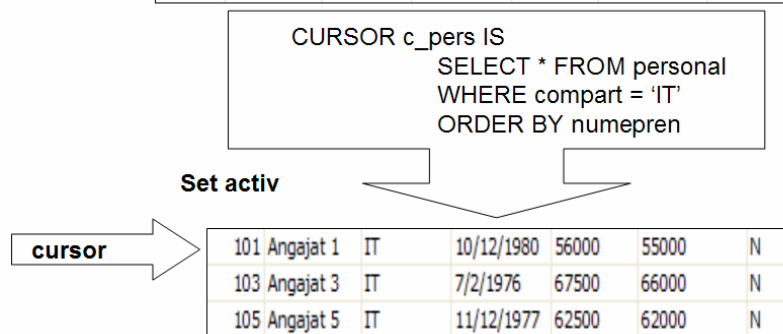 CURSOR c_pers IS
SELECT * FROM personal
WHERE compart = ‘IT’
ORDER BY numepren
Set activ
cursor
101 Angajat 1 IT 10/12/1980 56000 55000 N
103 Angajat 3 IT 7/2/1976 67500 66000 N
105 Angajat 5 IT 11/12/1977 62500 62000 N